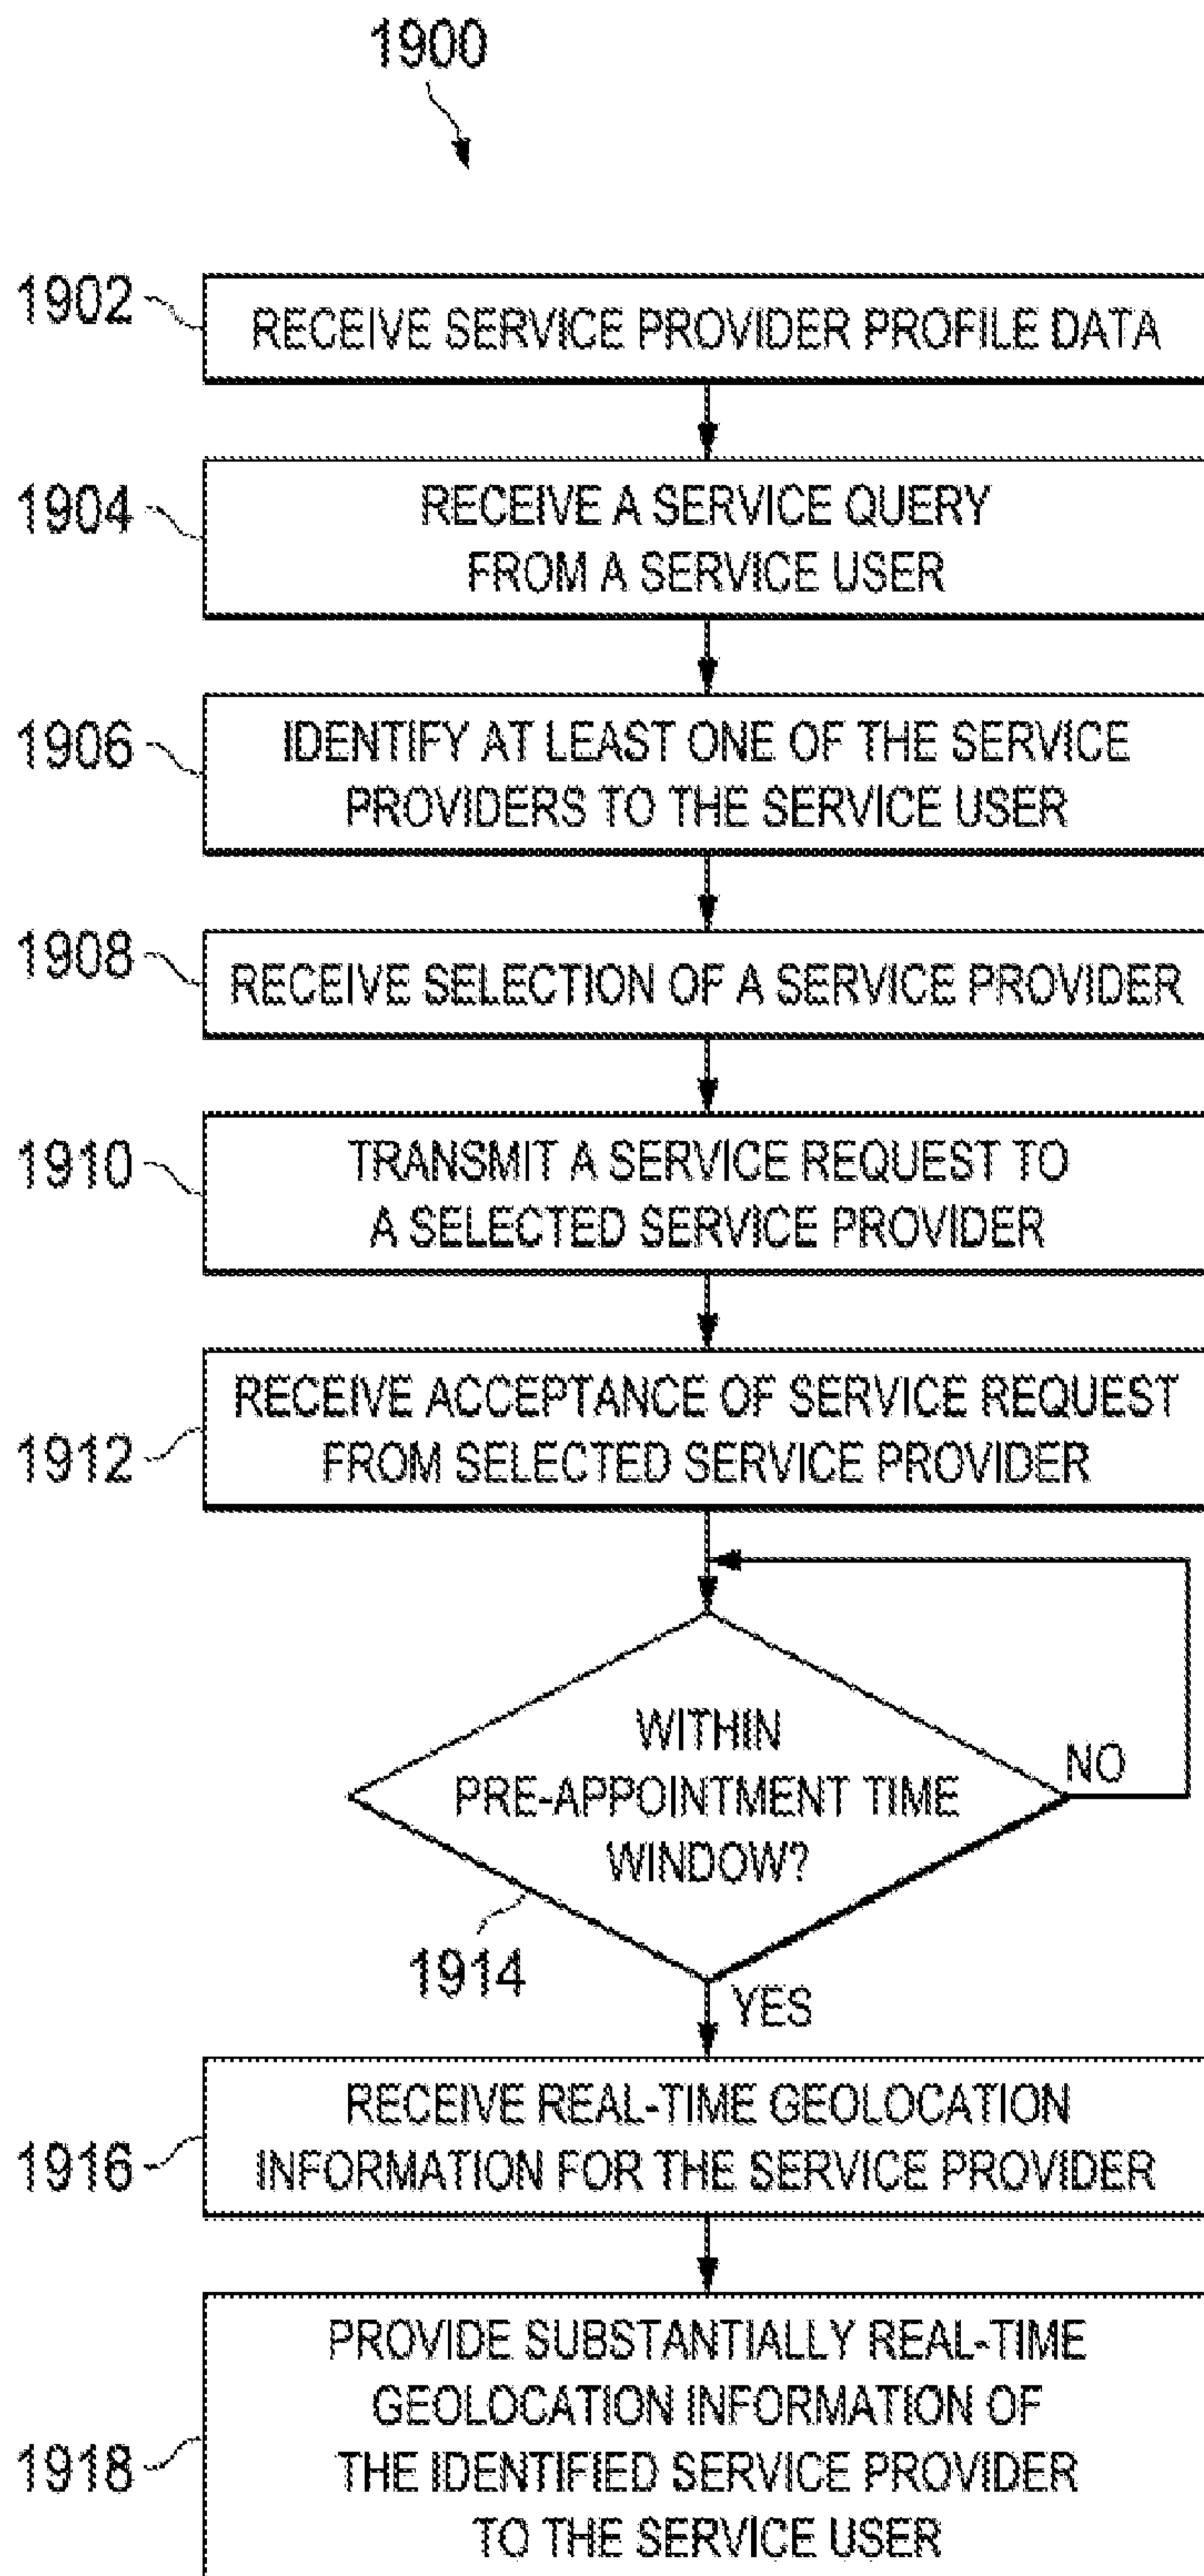 1900
1902
RECEIVE SERVICE PROVIDER PROFILE DATA
1904
RECEIVE A SERVICE QUERY
FROM A SERVICE USER
1906
IDENTIFY AT LEAST ONE OF THE SERVICE
PROVIDERS TO THE SERVICE USER
1908
RECEIVE SELECTION OF A SERVICE PROVIDER
1910
TRANSMIT A SERVICE REQUEST TO
A SELECTED SERVICE PROVIDER
1912
RECEIVE ACCEPTANCE OF SERVICE REQUEST
FROM SELECTED SERVICE PROVIDER
WITHIN
PRE-APPOINTMENT TIME
WINDOW?
NO
1914
YES
1916
RECEIVE REAL-TIME GEOLOCATION
INFORMATION FOR THE SERVICE PROVIDER
1918
PROVIDE SUBSTANTIALLY REAL-TIME
GEOLOCATION INFORMATION OF
THE IDENTIFIED SERVICE PROVIDER
TO THE SERVICE USER